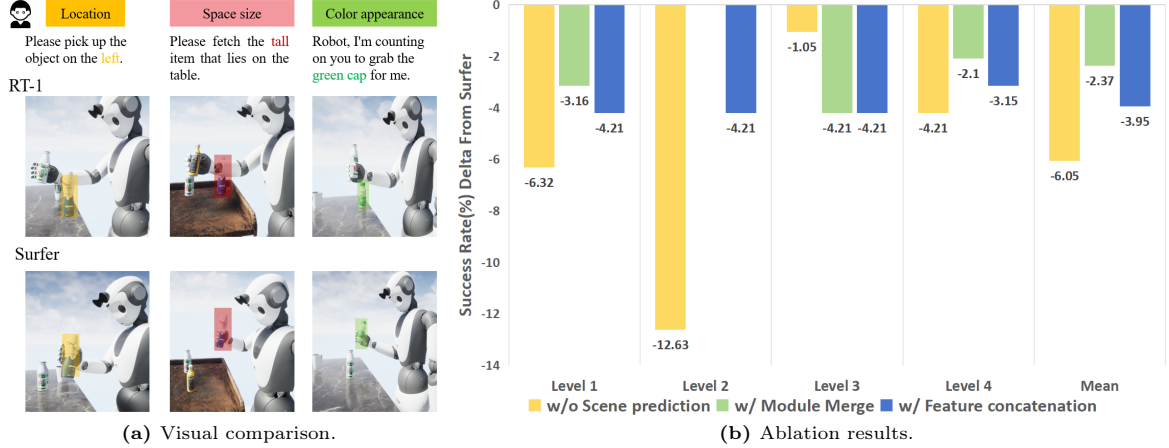 Location
Space size
Color appearance
Please pick up the
object on the left.
Please fetch the tall
item that lies on the
table.
Robot, I'm counting
on you to grab the
green cap for me.
RT-1
Surfer
(a) Visual comparison.
Success Rate(%) Delta From Surfer
0
-2
-4
-6
-8
-10
-12
-14
-6.32
-3.16
-4.21
-12.63
-4.21
-1.05
-4.21
-4.21
-4.21
-2.1
-3.15
-6.05
-2.37
-3.95
Level 1
Level 2
Level 3
Level 4
Mean
w/o Scene prediction
w/ Module Merge
w/ Feature concatenation
(b) Ablation results.